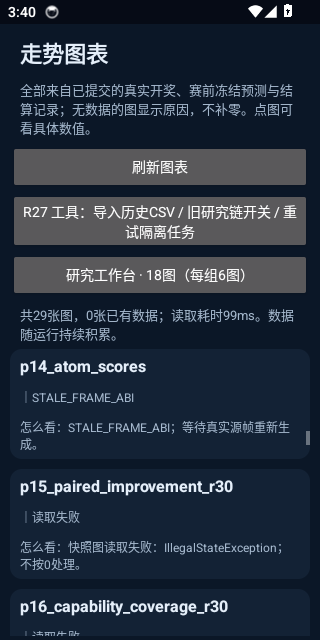 3:40
走势图表
全部来自已提交的真实开奖、赛前冻结预测与结
算记录；无数据的图显示原因，不补零。点图可
看具体数值。
刷新图表
R27 工具：导入历史CSV / 旧研究链开关 / 重
试隔离任务
研究工作台 · 18图（每组6图）
共29张图，0张已有数据；读取耗时99ms。数据
随运行持续积累。
p14_atom_scores
｜STALE_FRAME_ABI
怎么看：STALE_FRAME_ABI；等待真实源帧重新生
成。
p15_paired_improvement_r30
｜读取失败
怎么看：快照图读取失败：IllegalStateException；
不按0处理。
p16_capability_coverage_r30
｜读取失败